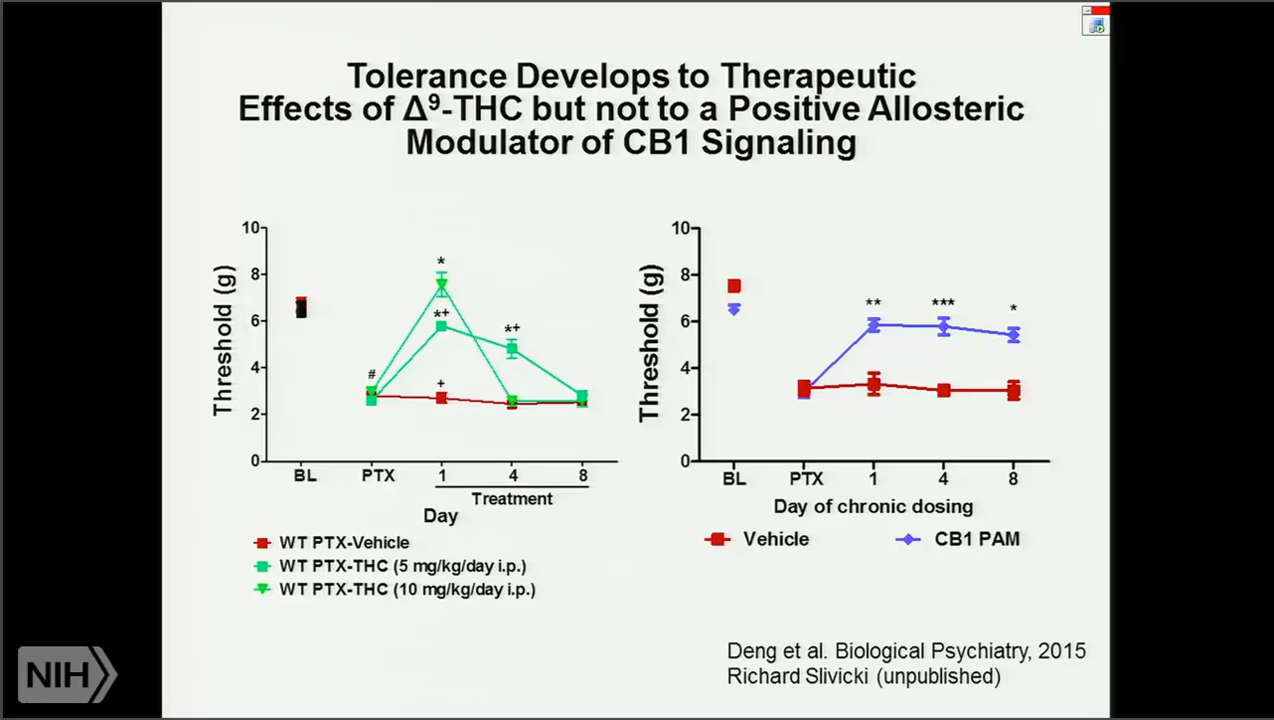 Tolerance Develops to Therapeutic
Effects of Δ⁹-THC but not to a Positive Allosteric
Modulator of CB1 Signaling
10
8
6
4
2
0
Threshold (g)
*
*+
*+
#
+
BL
PTX
1
4
8
Treatment
Day
WT PTX-Vehicle
WT PTX-THC (5 mg/kg/day i.p.)
WT PTX-THC (10 mg/kg/day i.p.)
10
8
6
4
2
0
Threshold (g)
**
***
*
BL
PTX
1
4
8
Day of chronic dosing
Vehicle
CB1 PAM
Deng et al. Biological Psychiatry, 2015
Richard Slivicki (unpublished)
NIH